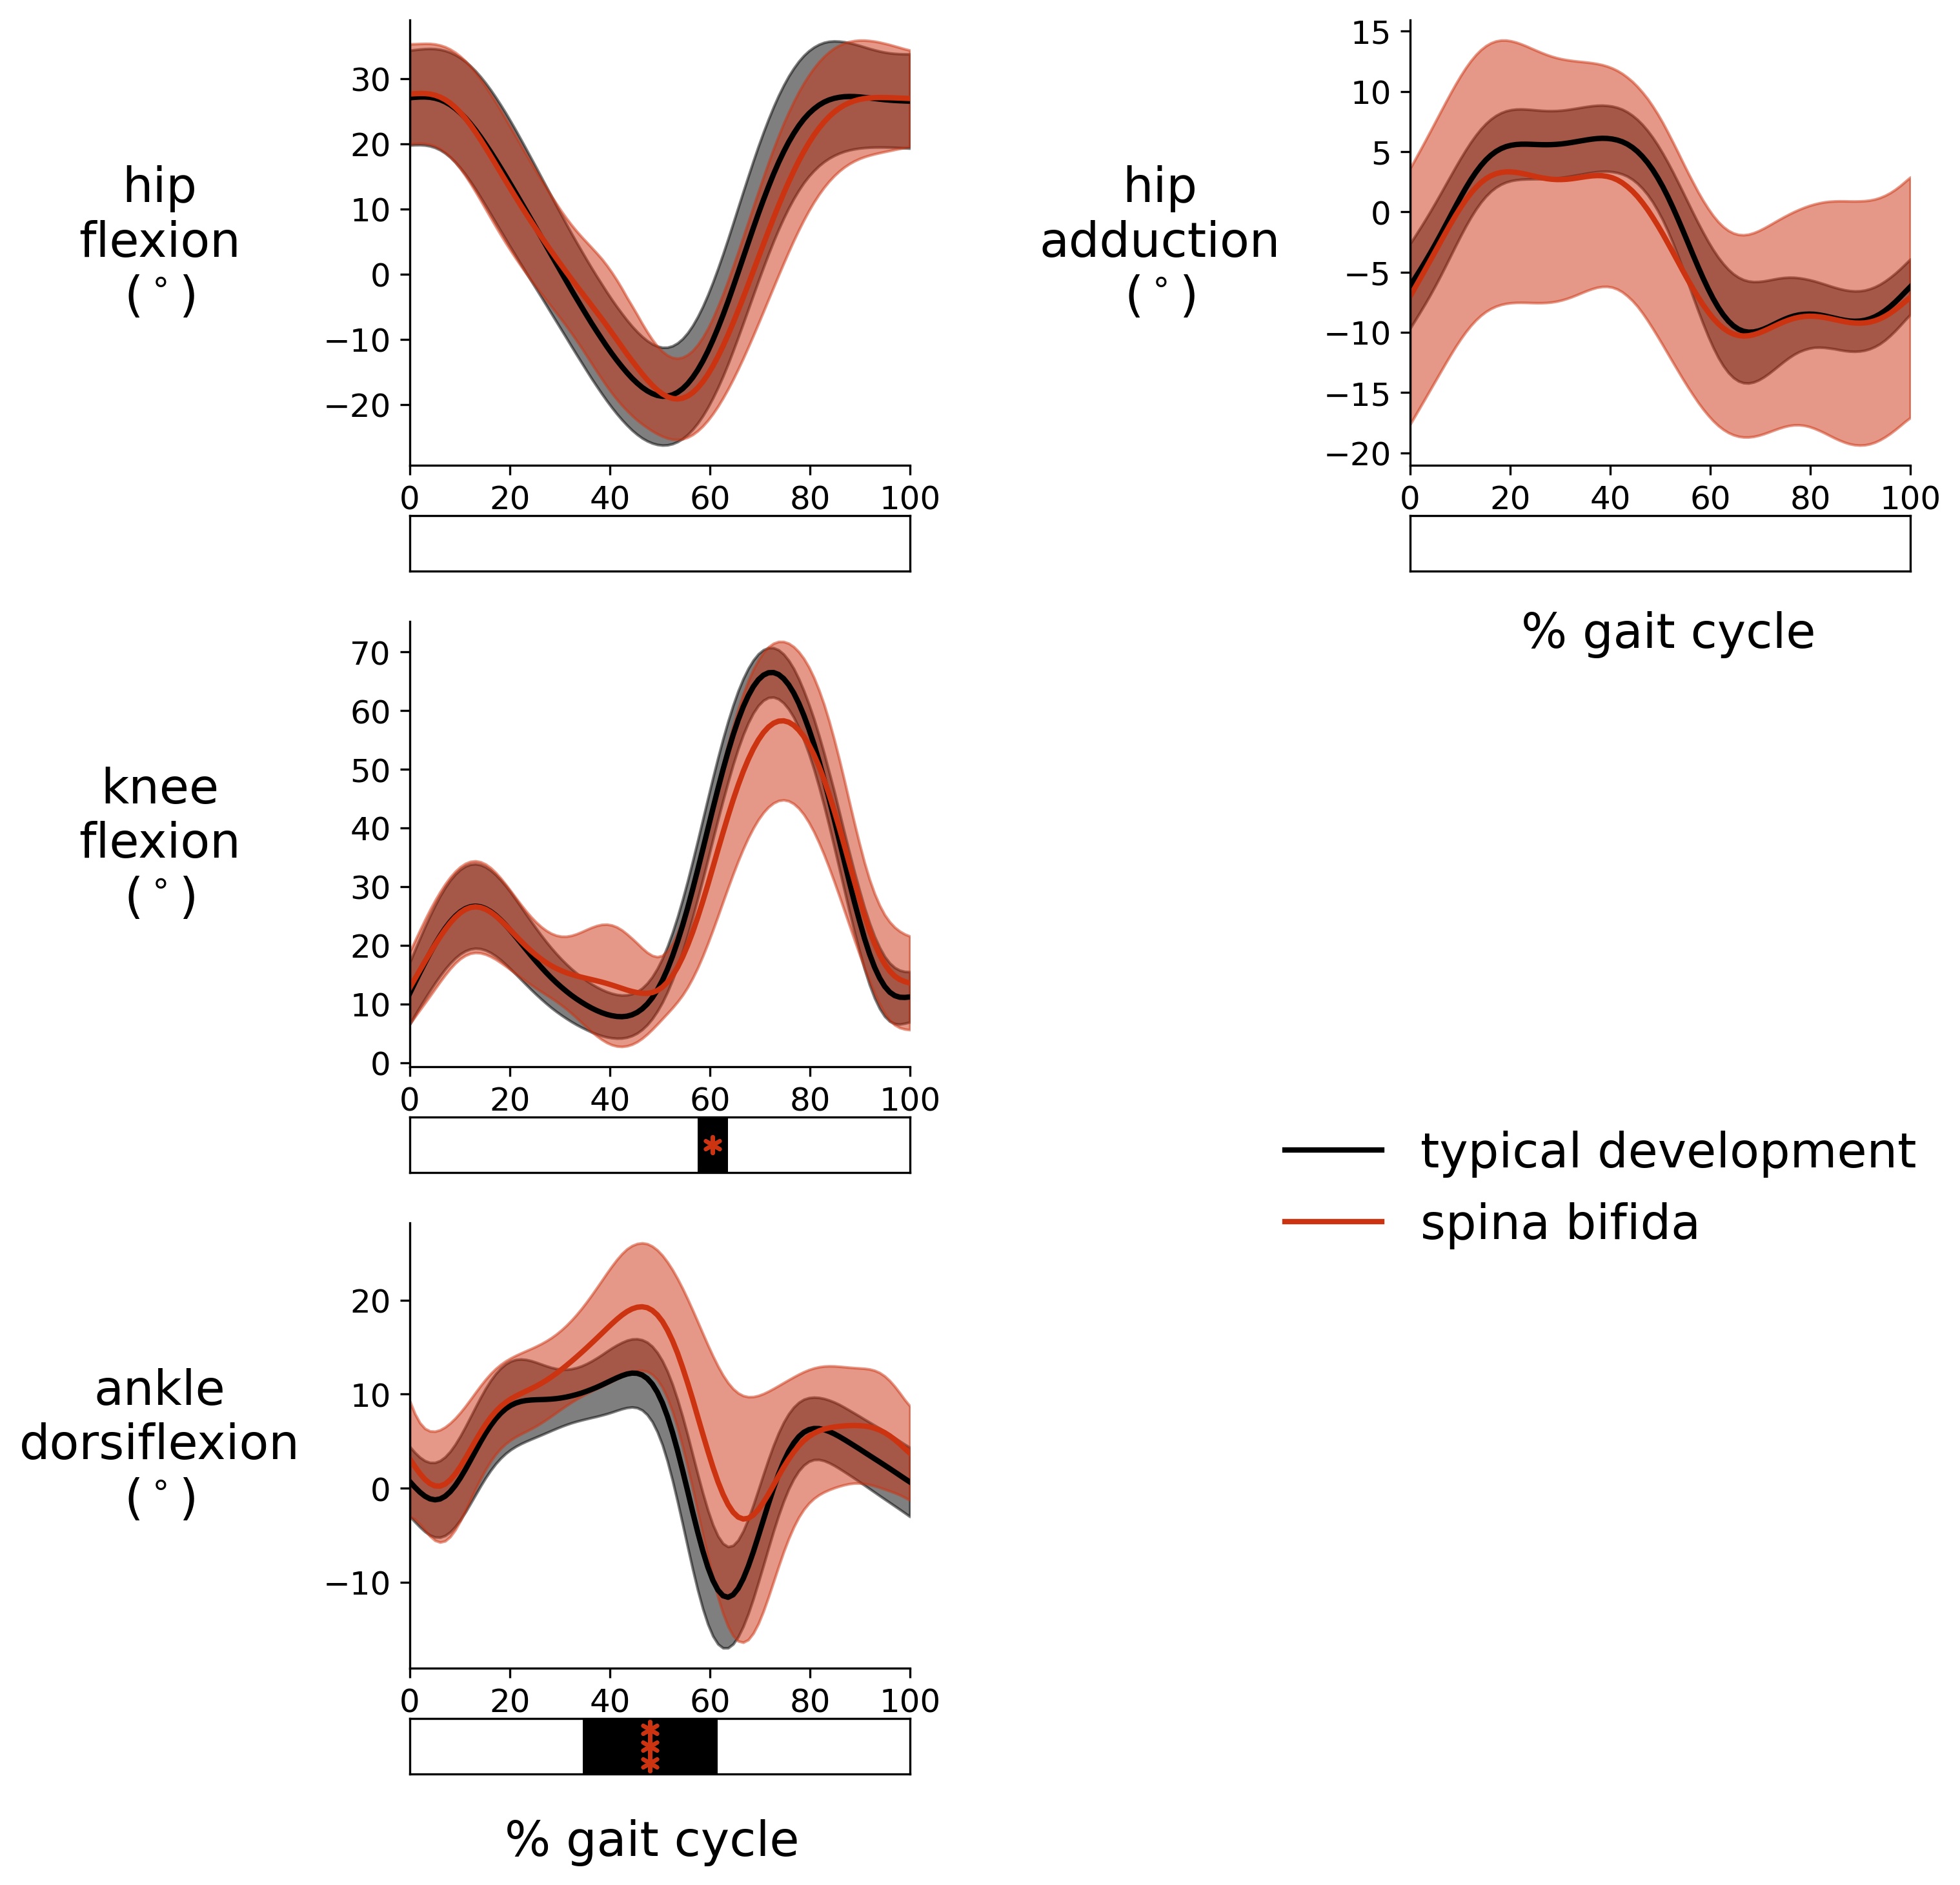 hip
flexion
(°)
30
20
10
0
−10
−20
0 20 40 60 80 100
hip
adduction
(°)
15
10
5
0
−5
−10
−15
−20
0 20 40 60 80 100
% gait cycle
knee
flexion
(°)
70
60
50
40
30
20
10
0
0 20 40 60 80 100
*
typical development
spina bifida
ankle
dorsiflexion
(°)
20
10
0
−10
0 20 40 60 80 100
*
*
*
% gait cycle